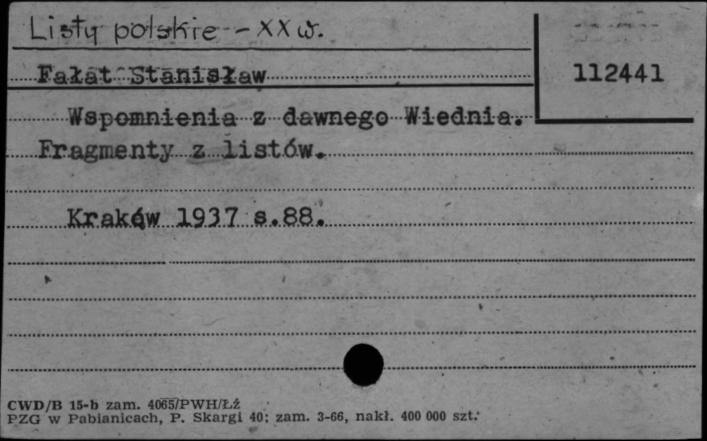 Listy polskie - XX w.
Fałat Stanisław
112441
Wspomnienia z dawnego Wiednia.
Fragmenty z listów.
Kraków 1937 s.88.
CWD/B 15-b zam. 4065/PWH/Łź
PZG w Pabianicach, P. Skargi 40; zam. 3-66, nakł. 400 000 szt.